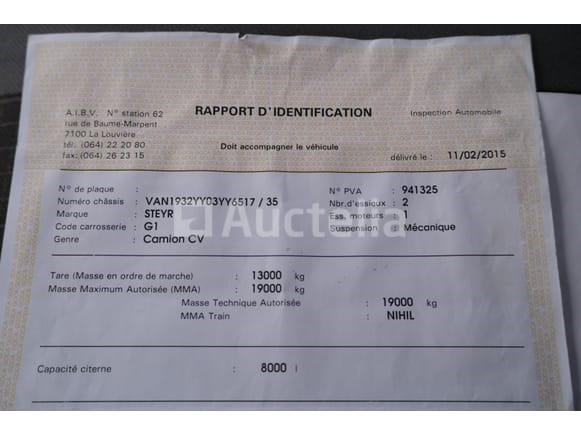 A.I.B.V. N° station 62
rue de Baume-Marpent
7100 La Louvière
tél: (064) 22 20 80
fax: (064) 26 23 15
RAPPORT D'IDENTIFICATION
Inspection Automobile
Doit accompagner le véhicule
délivré le : 11/02/2015
N° de plaque :
N° PVA : 941325
Numéro châssis : VAN1932YY03YY6517 / 35
Nbr.d'essieux : 2
Marque : STEYR
Ess. moteurs : 1
Code carrosserie : G1
Suspension : Mécanique
Genre : Camion CV
Auctelia
Tare (Masse en ordre de marche) : 13000 kg
Masse Maximum Autorisée (MMA) : 19000 kg
Masse Technique Autorisée : 19000 kg
MMA Train : NIHIL
Capacité citerne : 8000 l